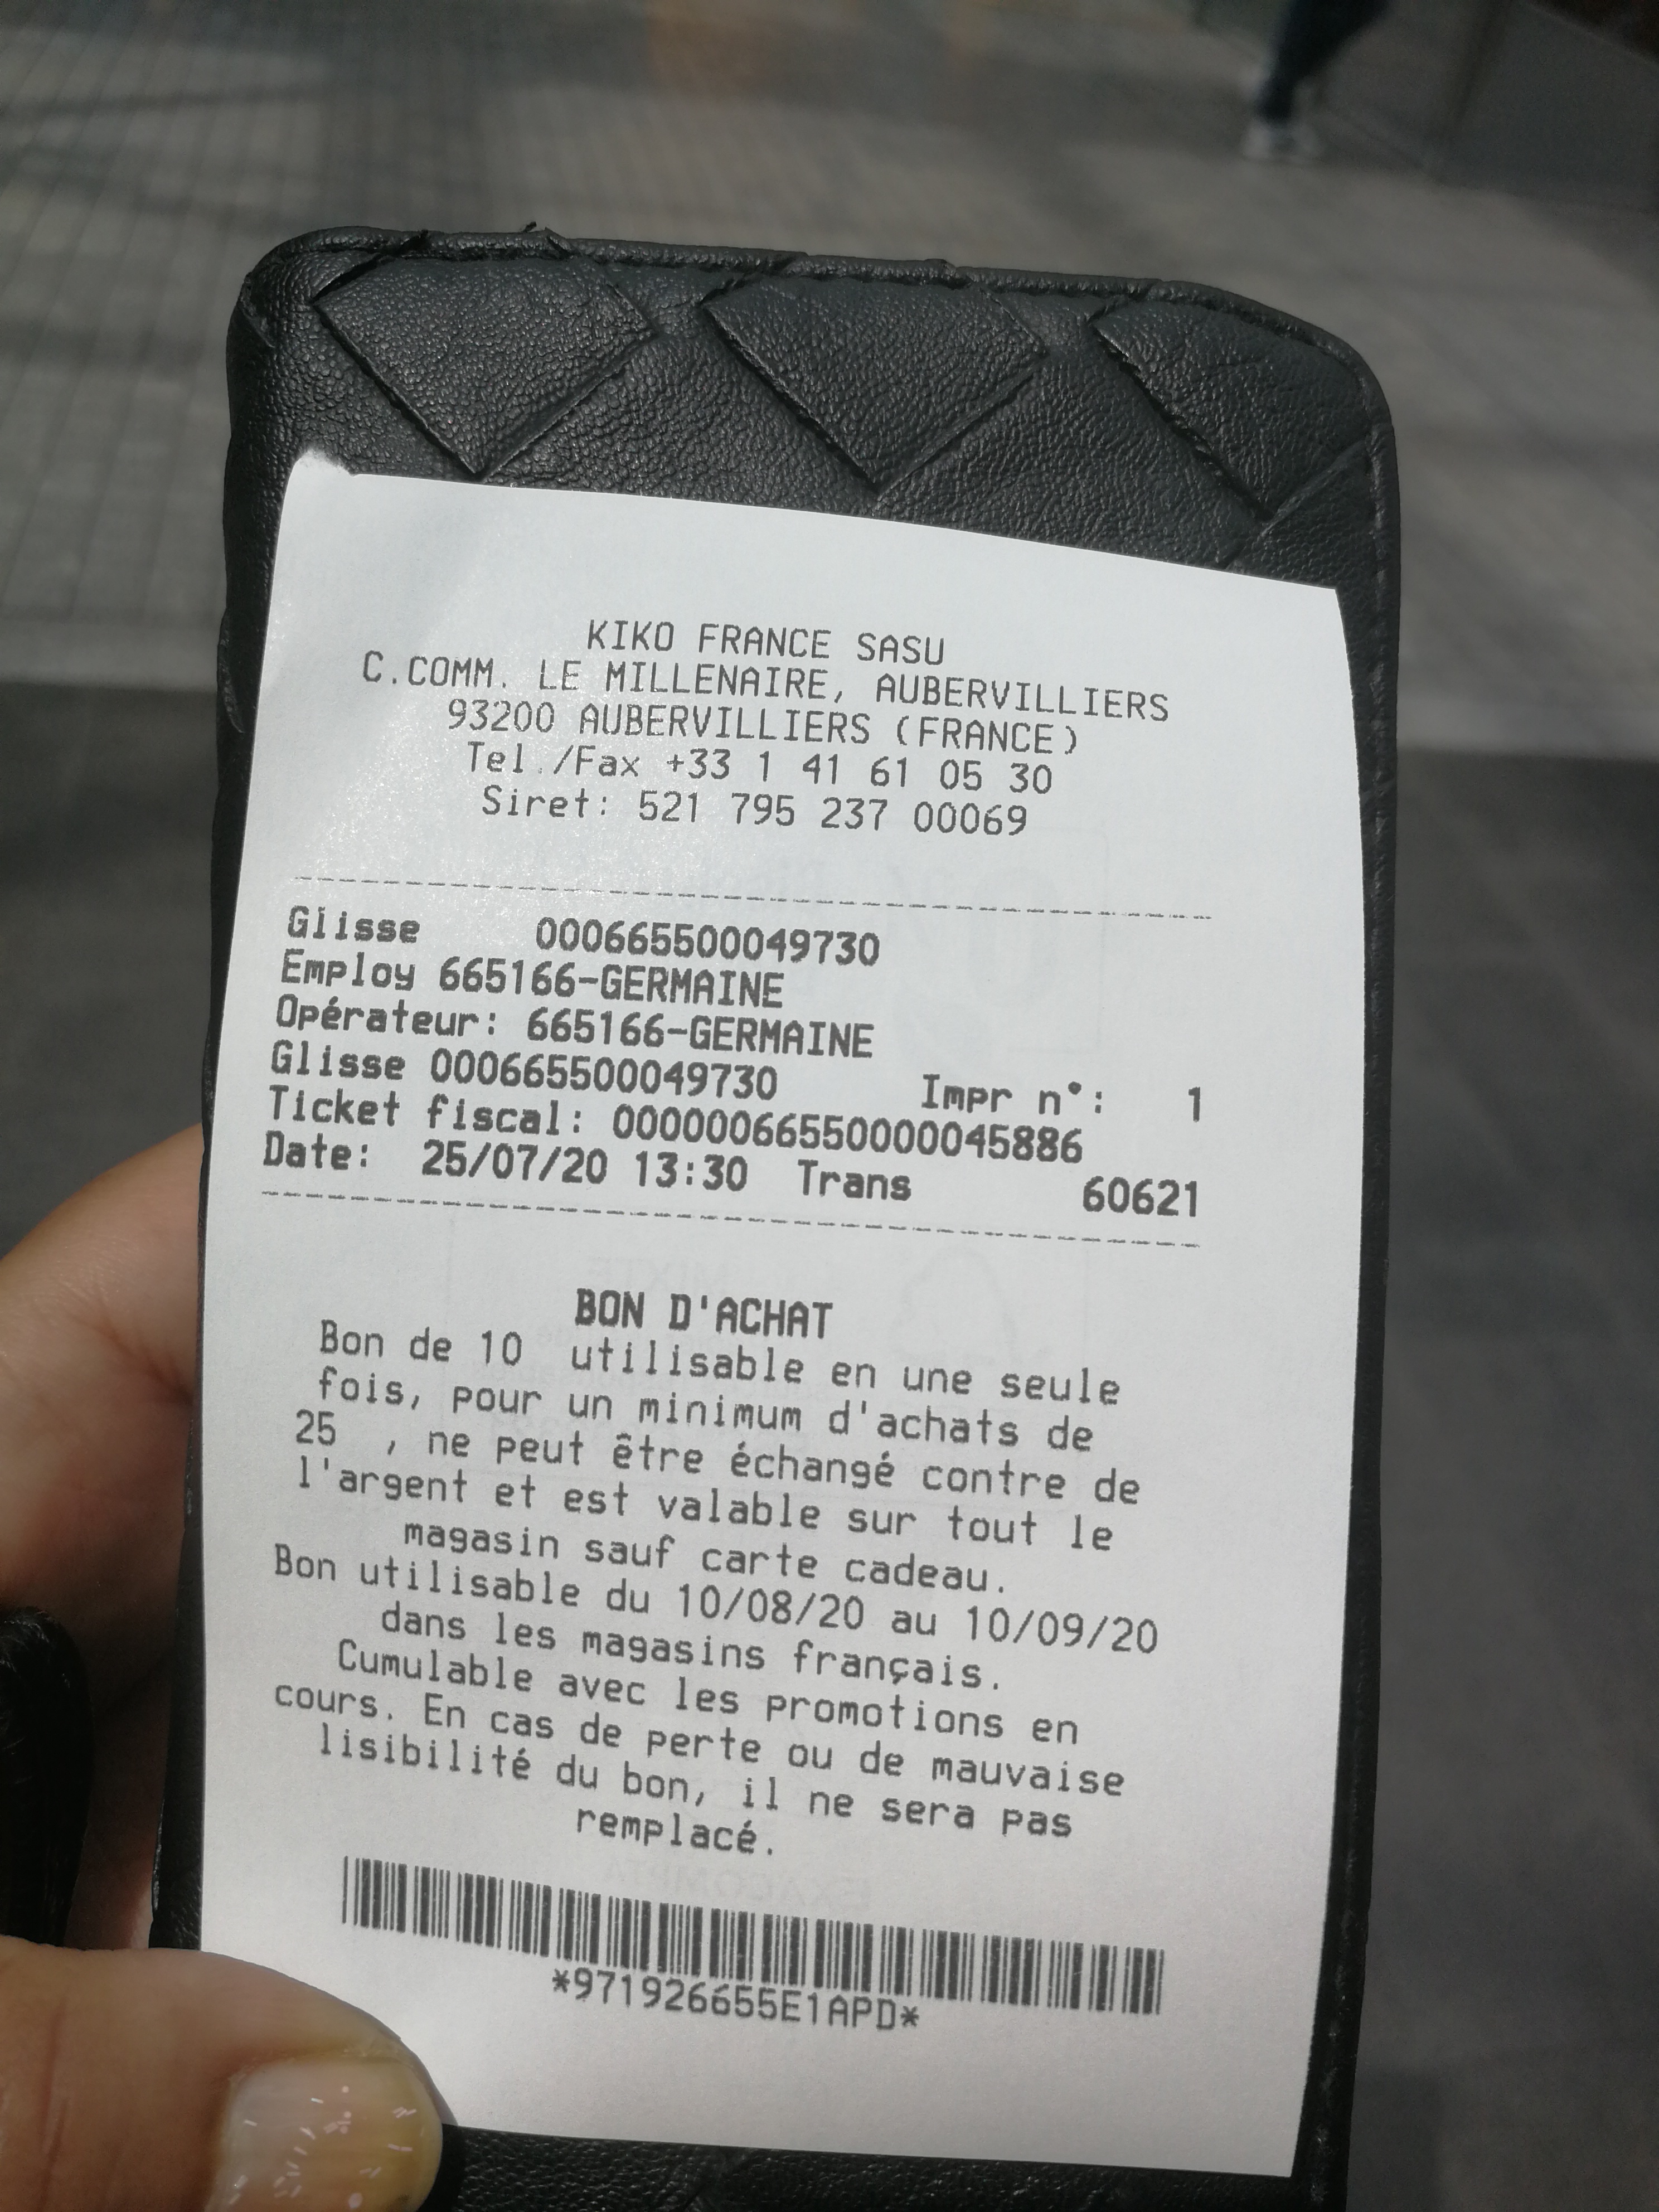 KIKO FRANCE SASU
C.COMM. LE MILLENAIRE, AUBERVILLIERS
93200 AUBERVILLIERS (FRANCE)
Tel./Fax +33 1 41 61 05 30
Siret: 521 795 237 00069
Glisse 000665500049730
Employ 665166-GERMAINE
Opérateur: 665166-GERMAINE
Glisse 000665500049730 Impr n°: 1
Ticket fiscal: 00000066550000045886
Date: 25/07/20 13:30 Trans 60621
BON D'ACHAT
Bon de 10 utilisable en une seule
fois, pour un minimum d'achats de
25 , ne peut être échangé contre de
l'argent et est valable sur tout le
magasin sauf carte cadeau.
Bon utilisable du 10/08/20 au 10/09/20
dans les magasins français.
Cumulable avec les promotions en
cours. En cas de perte ou de mauvaise
lisibilité du bon, il ne sera pas
remplacé.
*971926655E1APD*